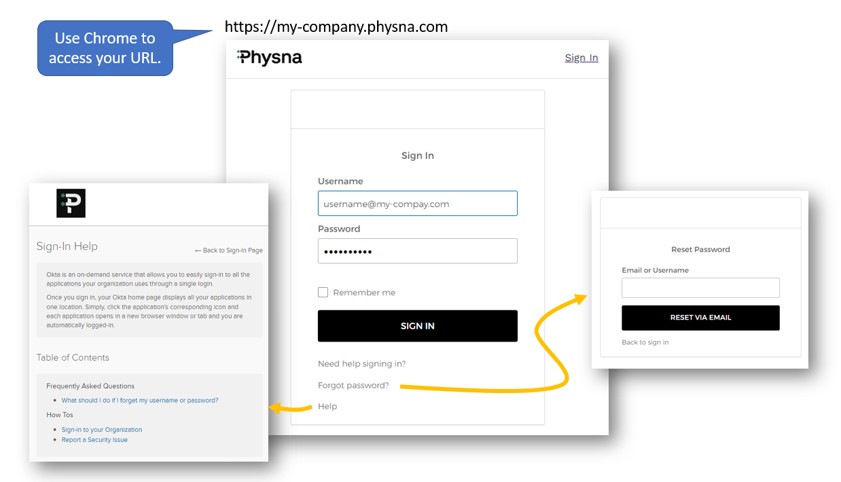 Use Chrome to
access your URL.
https://my-company.physna.com
Physna
Sign In
Sign In
Username
username@my-compay.com
Password
••••••••••
Remember me
SIGN IN
Need help signing in?
Forgot password?
Help
Sign-In Help
← Back to Sign-In Page
Okta is an on-demand service that allows you to easily sign-in to all the
applications your organization uses through a single login.
Once you sign in, your Okta home page displays all your applications in
one location. Simply, click the application's corresponding icon and
each application opens in a new browser window or tab and you are
automatically logged-in.
Table of Contents
Frequently Asked Questions
• What should I do if I forget my username or password?
How Tos
• Sign-in to your Organization
• Report a Security Issue
Reset Password
Email or Username
RESET VIA EMAIL
Back to sign in